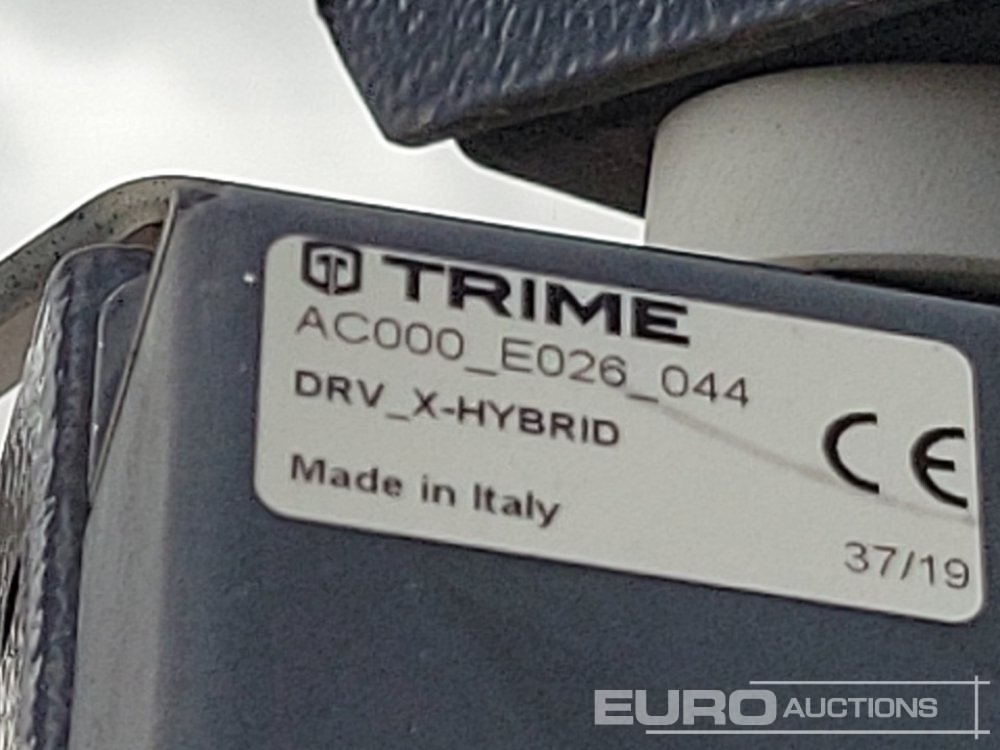 TRIME
AC000_E026_044
DRV_X-HYBRID
CE
Made in Italy
37/19
EURO AUCTIONS